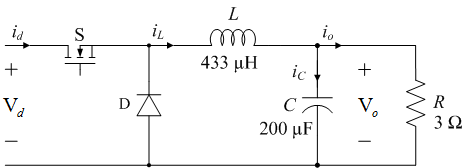 i_d
S
i_L
L
433 μH
i_o
+
V_d
−
D
i_C
C
200 μF
+
V_o
−
R
3 Ω